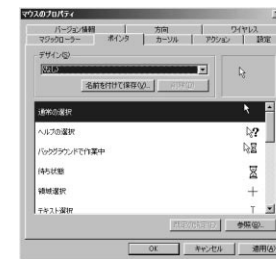 マウスのプロパティ
バージョン情報 方向 ワイヤレス
マジックローラー ポインタ カーソル アクション 設定
デザイン(S)
(なし)
名前を付けて保存(V)... 削除(D)
通常の選択
ヘルプの選択
バックグラウンドで作業中
待ち状態
領域選択
テキスト選択
参照(B)...
OK キャンセル 適用(A)